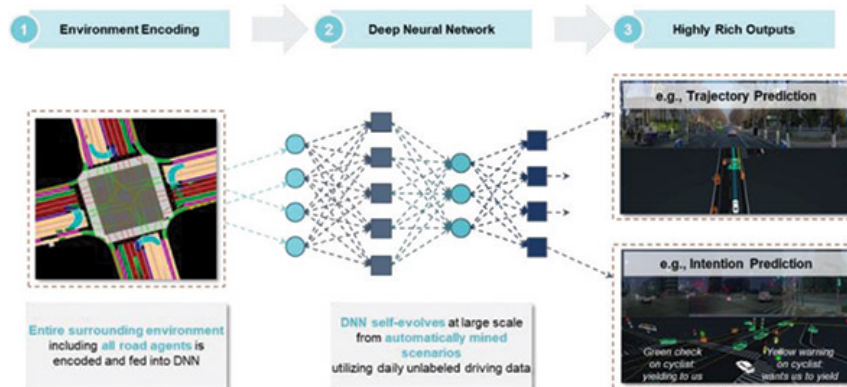 1 Environment Encoding
2 Deep Neural Network
3 Highly Rich Outputs
e.g., Trajectory Prediction
e.g., Intention Prediction
Green check
on cyclist:
yielding to us
Yellow warning
on cyclist:
wants us to yield
Entire surrounding environment
including all road agents is
encoded and fed into DNN
DNN self-evolves at large scale
from automatically mined
scenarios
utilizing daily unlabeled driving data